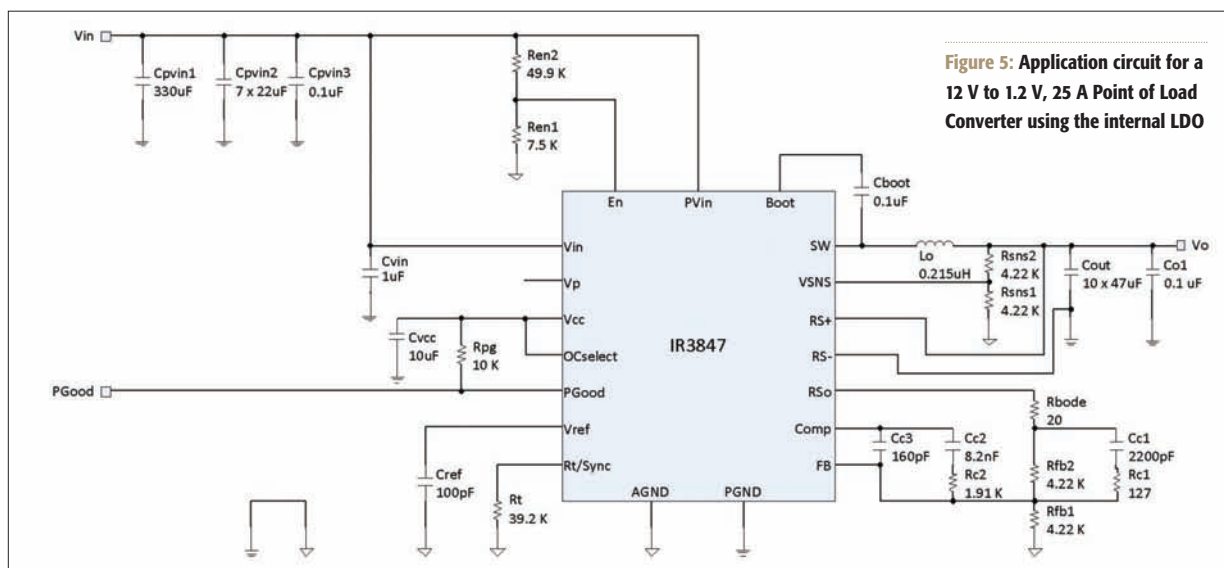 Vin
Cpvin1
330uF
Cpvin2
7 x 22uF
Cpvin3
0.1uF
Ren2
49.9 K
Ren1
7.5 K
Figure 5: Application circuit for a
12 V to 1.2 V, 25 A Point of Load
Converter using the internal LDO
Cboot
0.1uF
En
PVin
Boot
Vin
Cvin
1uF
Vp
Vcc
Cvcc
10uF
Rpg
10 K
OCselect
PGood
PGood
Vref
Cref
100pF
Rt/Sync
Rt
39.2 K
IR3847
AGND
PGND
SW
VSNS
RS+
RS-
RSo
Comp
FB
Lo
0.215uH
Rsns2
4.22 K
Rsns1
4.22 K
Cout
10 x 47uF
Co1
0.1 uF
Vo
Rbode
20
Cc3
160pF
Cc2
8.2nF
Rc2
1.91 K
Rfb2
4.22 K
Cc1
2200pF
Rc1
127
Rfb1
4.22 K